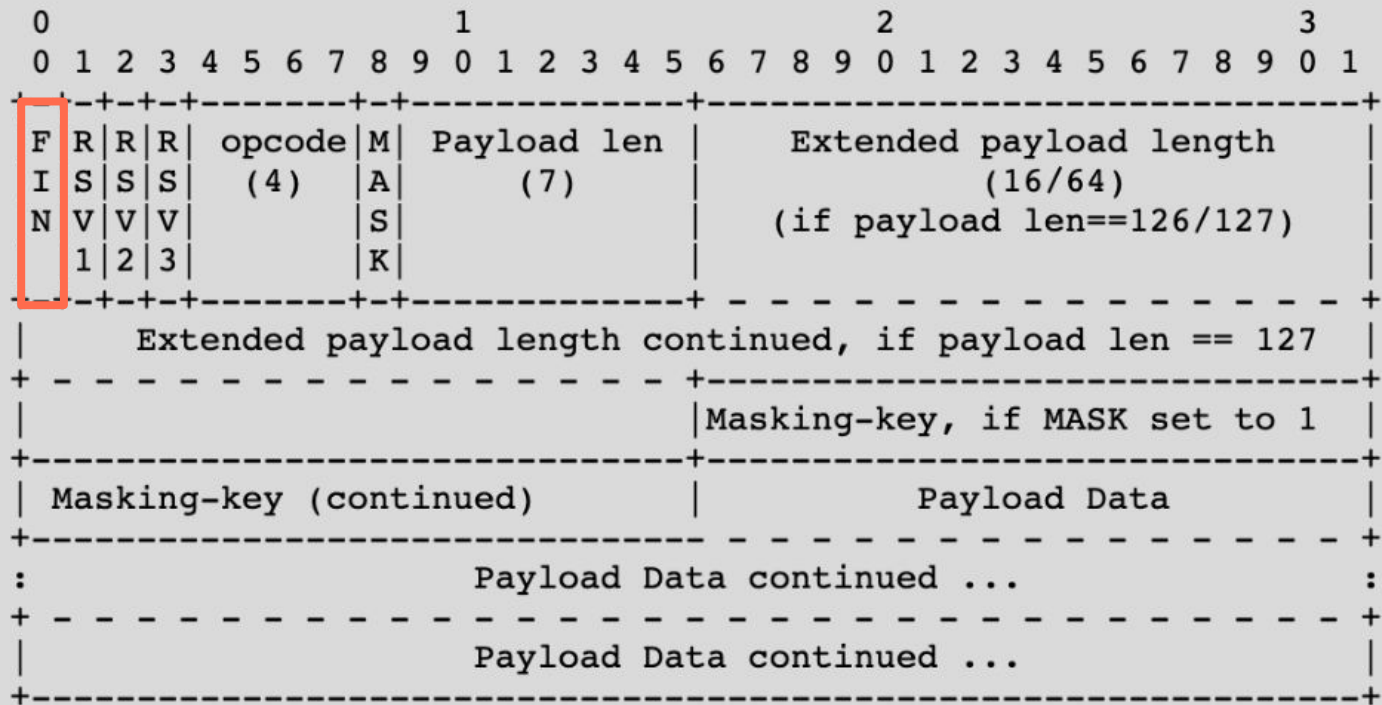 0 1 2 3
0 1 2 3 4 5 6 7 8 9 0 1 2 3 4 5 6 7 8 9 0 1 2 3 4 5 6 7 8 9 0 1
+-+-+-+-+-------+-+-------------+-------------------------------+
F|R|R|R| opcode|M| Payload len | Extended payload length |
I|S|S|S| (4) |A| (7) | (16/64) |
N|V|V|V| |S| | (if payload len==126/127) |
|1|2|3| |K| | |
+-+-+-+-+-------+-+-------------+ - - - - - - - - - - - - - - - +
| Extended payload length continued, if payload len == 127 |
+ - - - - - - - - - - - - - - - +-------------------------------+
| |Masking-key, if MASK set to 1 |
+-------------------------------+-------------------------------+
| Masking-key (continued) | Payload Data |
+-------------------------------- - - - - - - - - - - - - - - - +
: Payload Data continued ... :
+ - - - - - - - - - - - - - - - - - - - - - - - - - - - - - - - +
| Payload Data continued ... |
+---------------------------------------------------------------+